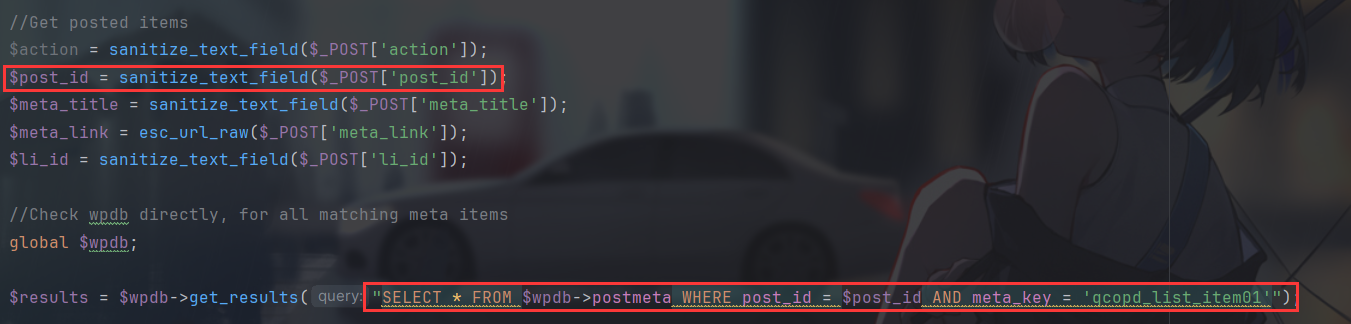 //Get posted items
$action = sanitize_text_field($_POST['action']);
$post_id = sanitize_text_field($_POST['post_id']);
$meta_title = sanitize_text_field($_POST['meta_title']);
$meta_link = esc_url_raw($_POST['meta_link']);
$li_id = sanitize_text_field($_POST['li_id']);
//Check wpdb directly, for all matching meta items
global $wpdb;
$results = $wpdb->get_results( query: "SELECT * FROM $wpdb->postmeta WHERE post_id = $post_id AND meta_key = 'qcopd_list_item01'");